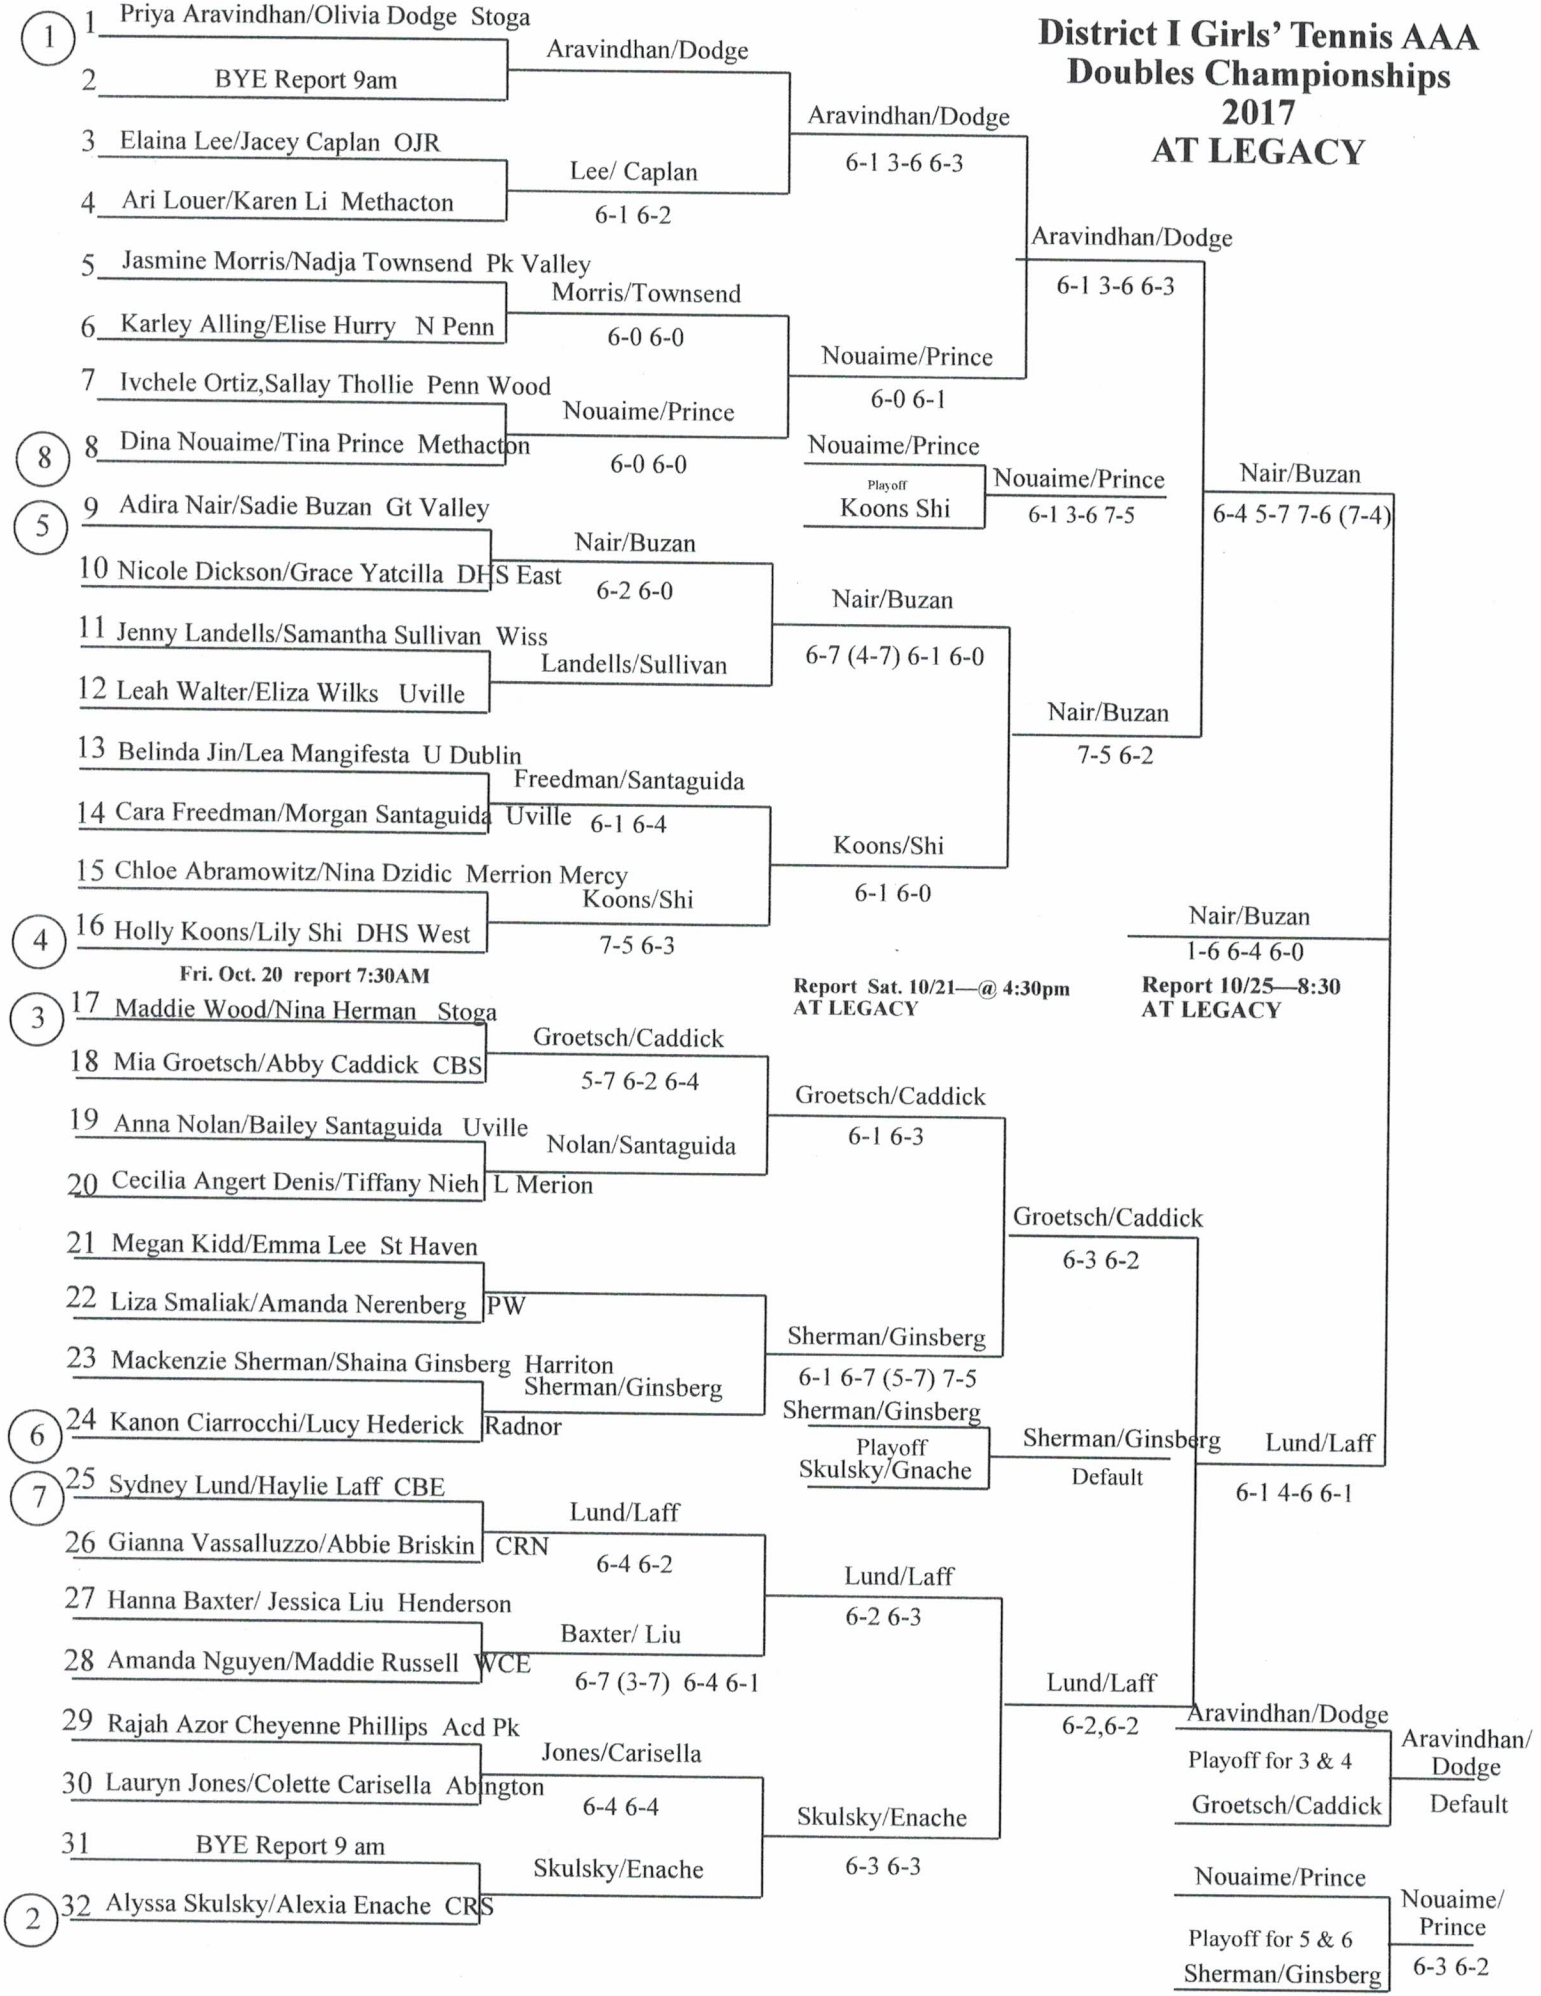 District I Girls' Tennis AAA
Doubles Championships
2017
AT LEGACY
1
1 Priya Aravindhan/Olivia Dodge Stoga
2 BYE Report 9am
3 Elaina Lee/Jacey Caplan OJR
4 Ari Louer/Karen Li Methacton
5 Jasmine Morris/Nadja Townsend Pk Valley
6 Karley Alling/Elise Hurry N Penn
7 Ivchele Ortiz,Sallay Thollie Penn Wood
8
8 Dina Nouaime/Tina Prince Methacton
5
9 Adira Nair/Sadie Buzan Gt Valley
10 Nicole Dickson/Grace Yatcilla DHS East
11 Jenny Landells/Samantha Sullivan Wiss
12 Leah Walter/Eliza Wilks Uville
13 Belinda Jin/Lea Mangifesta U Dublin
14 Cara Freedman/Morgan Santaguida Uville
15 Chloe Abramowitz/Nina Dzidic Merrion Mercy
4
16 Holly Koons/Lily Shi DHS West
Fri. Oct. 20 report 7:30AM
3
17 Maddie Wood/Nina Herman Stoga
18 Mia Groetsch/Abby Caddick CBS
19 Anna Nolan/Bailey Santaguida Uville
20 Cecilia Angert Denis/Tiffany Nieh L Merion
21 Megan Kidd/Emma Lee St Haven
22 Liza Smaliak/Amanda Nerenberg PW
23 Mackenzie Sherman/Shaina Ginsberg Harriton
6
24 Kanon Ciarrocchi/Lucy Hederick Radnor
7
25 Sydney Lund/Haylie Laff CBE
26 Gianna Vassalluzzo/Abbie Briskin CRN
27 Hanna Baxter/ Jessica Liu Henderson
28 Amanda Nguyen/Maddie Russell WCE
29 Rajah Azor Cheyenne Phillips Acd Pk
30 Lauryn Jones/Colette Carisella Abington
31 BYE Report 9 am
2
32 Alyssa Skulsky/Alexia Enache CRS
Aravindhan/Dodge
Lee/ Caplan
6-1 6-2
Morris/Townsend
6-0 6-0
Nouaime/Prince
6-0 6-0
Nair/Buzan
6-2 6-0
Landells/Sullivan
Freedman/Santaguida
6-1 6-4
Koons/Shi
7-5 6-3
Groetsch/Caddick
5-7 6-2 6-4
Nolan/Santaguida
Sherman/Ginsberg
Lund/Laff
6-4 6-2
Baxter/ Liu
6-7 (3-7) 6-4 6-1
Jones/Carisella
6-4 6-4
Skulsky/Enache
Aravindhan/Dodge
6-1 3-6 6-3
Nouaime/Prince
6-0 6-1
Nouaime/Prince
Playoff
Koons Shi
Nouaime/Prince
6-1 3-6 7-5
Nair/Buzan
6-7 (4-7) 6-1 6-0
Koons/Shi
6-1 6-0
Report Sat. 10/21—@ 4:30pm
AT LEGACY
Groetsch/Caddick
6-1 6-3
Sherman/Ginsberg
6-1 6-7 (5-7) 7-5
Sherman/Ginsberg
Playoff
Skulsky/Gnache
Sherman/Ginsberg
Default
Lund/Laff
6-2 6-3
Skulsky/Enache
6-3 6-3
Aravindhan/Dodge
6-1 3-6 6-3
Nair/Buzan
7-5 6-2
Groetsch/Caddick
6-3 6-2
Lund/Laff
6-2,6-2
Nair/Buzan
6-4 5-7 7-6 (7-4)
Nair/Buzan
1-6 6-4 6-0
Report 10/25—8:30
AT LEGACY
Lund/Laff
6-1 4-6 6-1
Aravindhan/Dodge
Playoff for 3 & 4
Groetsch/Caddick
Aravindhan/
Dodge
Default
Nouaime/Prince
Playoff for 5 & 6
Sherman/Ginsberg
Nouaime/
Prince
6-3 6-2